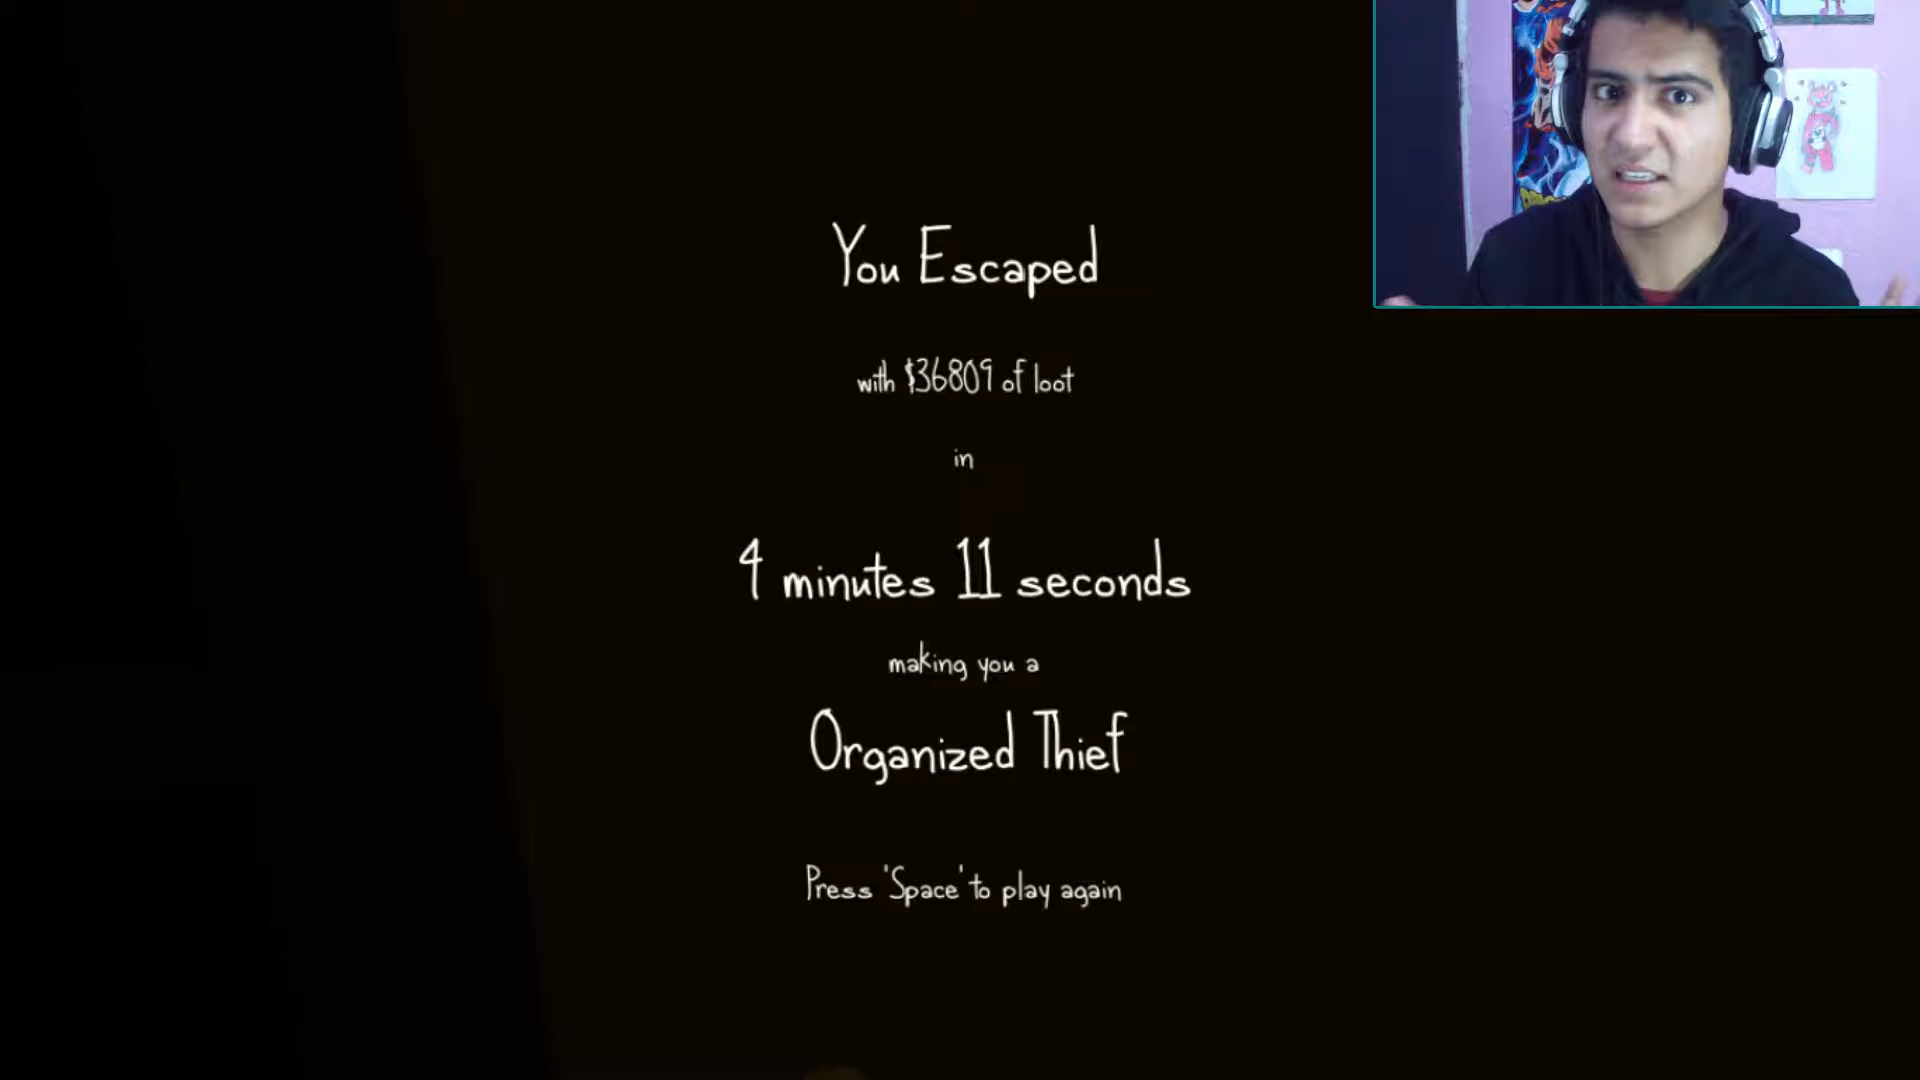 You Escaped
with $36809 of loot
in
4 minutes 11 seconds
making you a
Organized Thief
Press 'Space' to play again